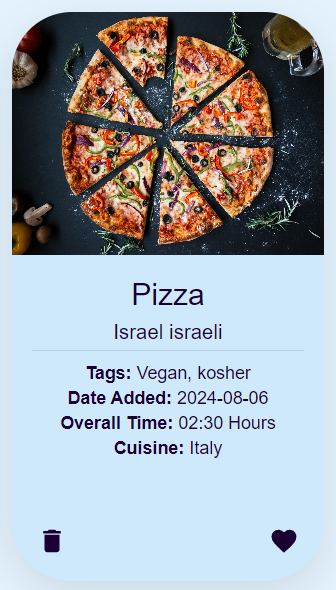 Pizza
Israel israeli
Tags: Vegan, kosher
Date Added: 2024-08-06
Overall Time: 02:30 Hours
Cuisine: Italy